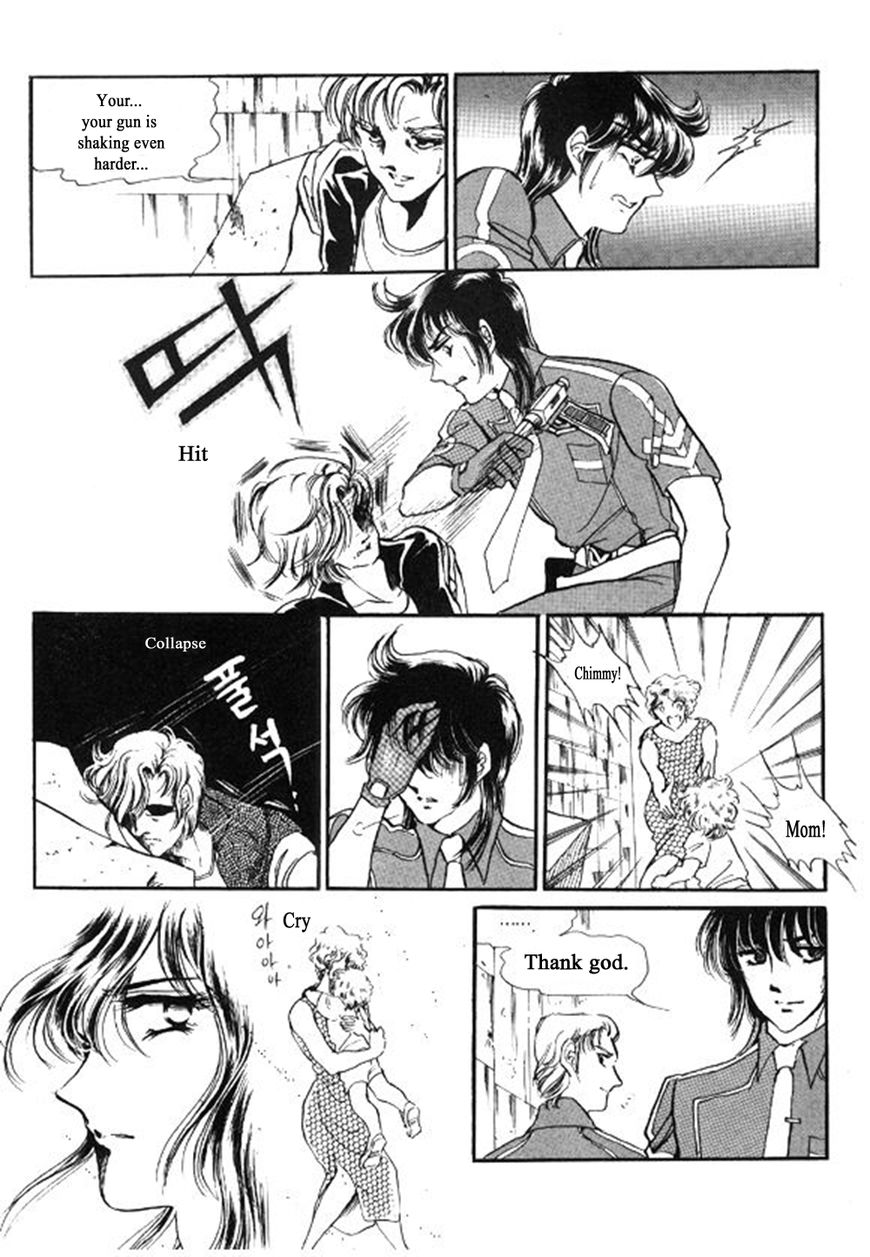 Your...
your gun is
shaking even
harder...
딱
Hit
Collapse
풀
석
Chimmy!
Mom!
와
아
아
아
Cry
......
Thank god.